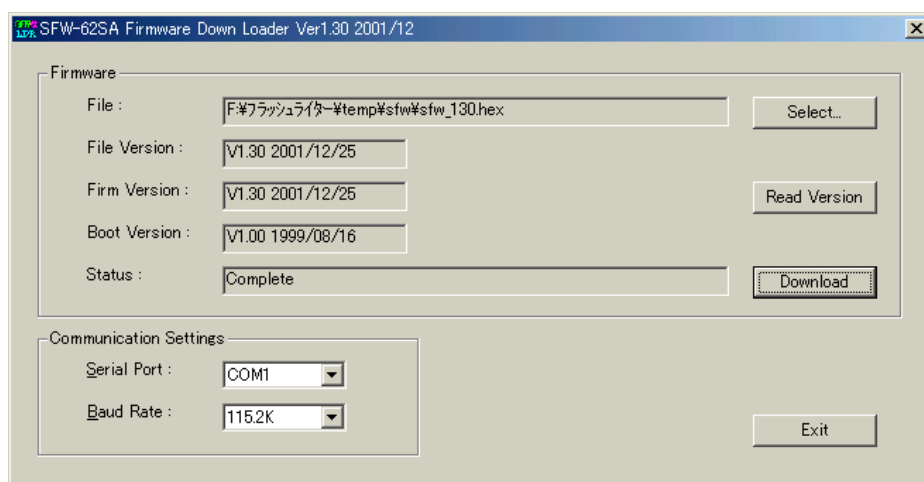 SFW-62SA Firmware Down Loader Ver1.30 2001/12
Firmware
File : F:¥フラッシュライター¥temp¥sfw¥sfw_130.hex Select...
File Version : V1.30 2001/12/25
Firm Version : V1.30 2001/12/25 Read Version
Boot Version : V1.00 1999/08/16
Status : Complete Download
Communication Settings
Serial Port : COM1
Baud Rate : 115.2K
Exit